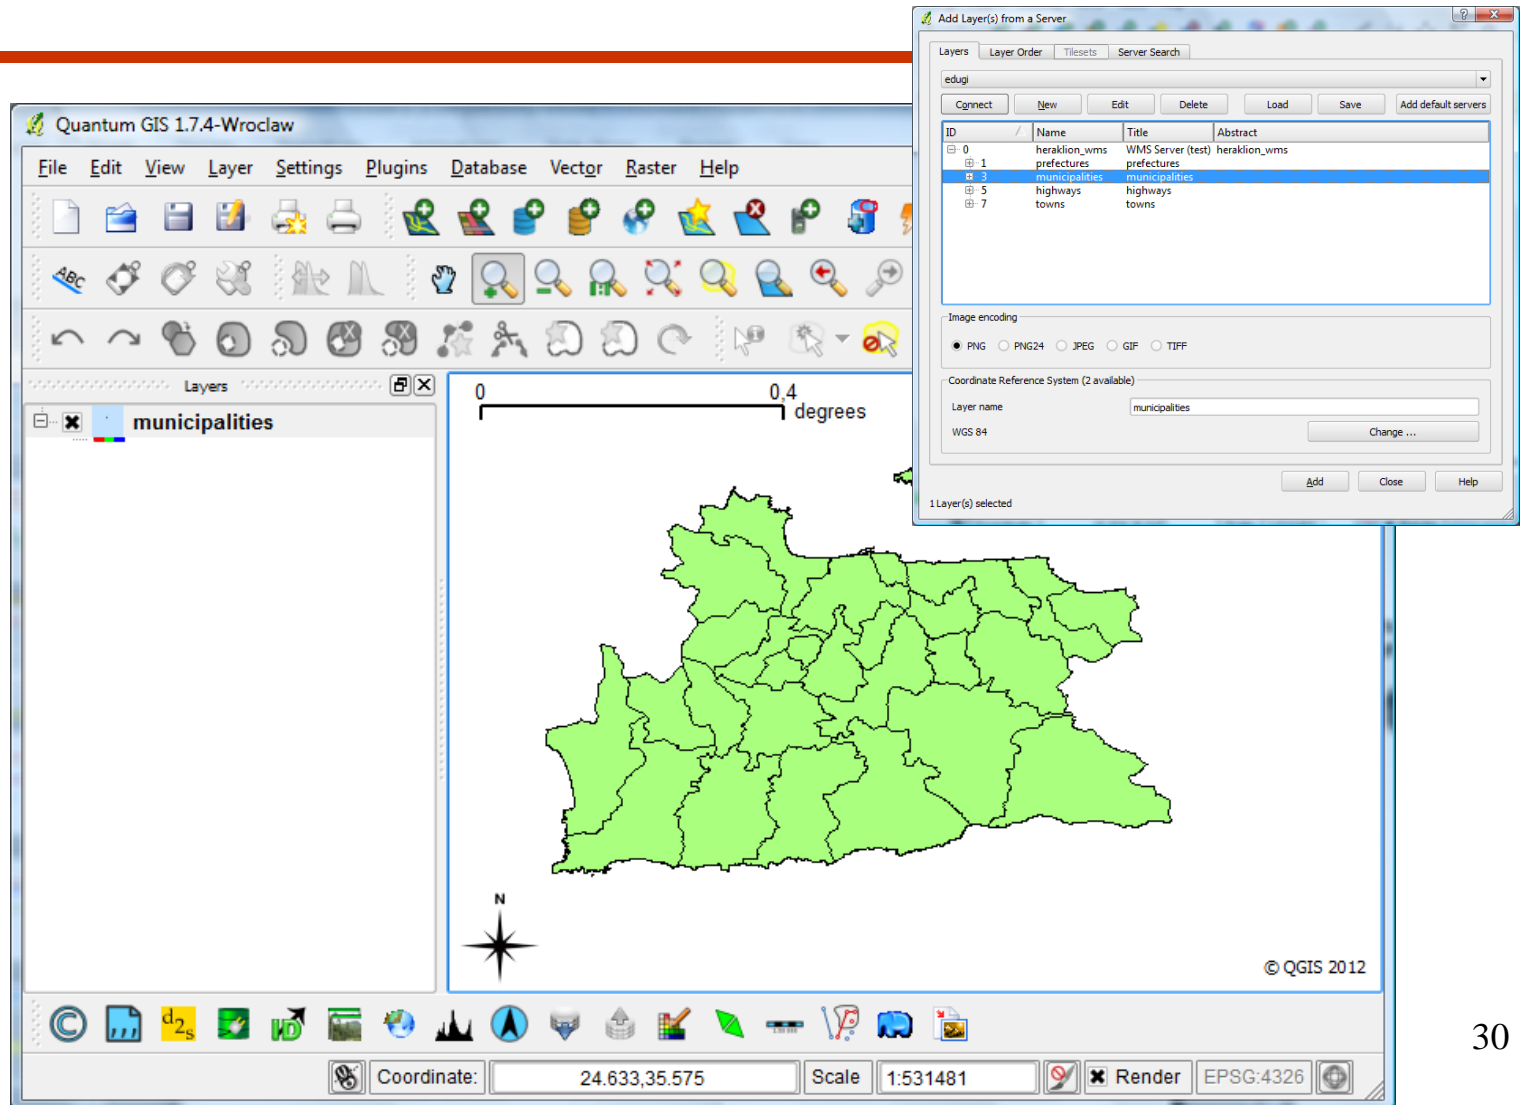 Add Layer(s) from a Server
Layers Layer Order Tilesets Server Search
edugi
Connect New Edit Delete Load Save Add default servers
ID Name Title Abstract
0 heraklion_wms WMS Server (test) heraklion_wms
1 prefectures prefectures
3 municipalities municipalities
5 highways highways
7 towns towns
Image encoding
PNG PNG24 JPEG GIF TIFF
Coordinate Reference System (2 available)
Layer name municipalities
WGS 84 Change ...
Add Close Help
1 Layer(s) selected
Quantum GIS 1.7.4-Wroclaw
File Edit View Layer Settings Plugins Database Vector Raster Help
ABC
Layers
municipalities
0 0,4
degrees
N
© QGIS 2012
d2s
Coordinate: 24.633,35.575 Scale 1:531481 Render EPSG:4326
30